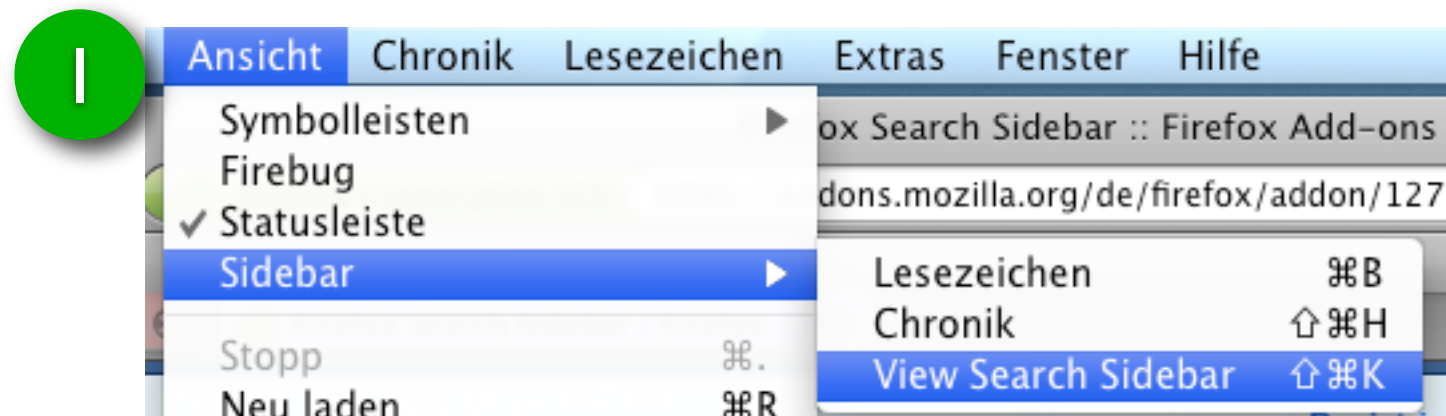 1
Ansicht Chronik Lesezeichen Extras Fenster Hilfe
Symbolleisten ▶
ox Search Sidebar :: Firefox Add-ons
Firebug
dons.mozilla.org/de/firefox/addon/127
✓ Statusleiste
Sidebar ▶
Lesezeichen ⌘B
Chronik ⇧⌘H
View Search Sidebar ⇧⌘K
Stopp ⌘.
Neu laden ⌘R